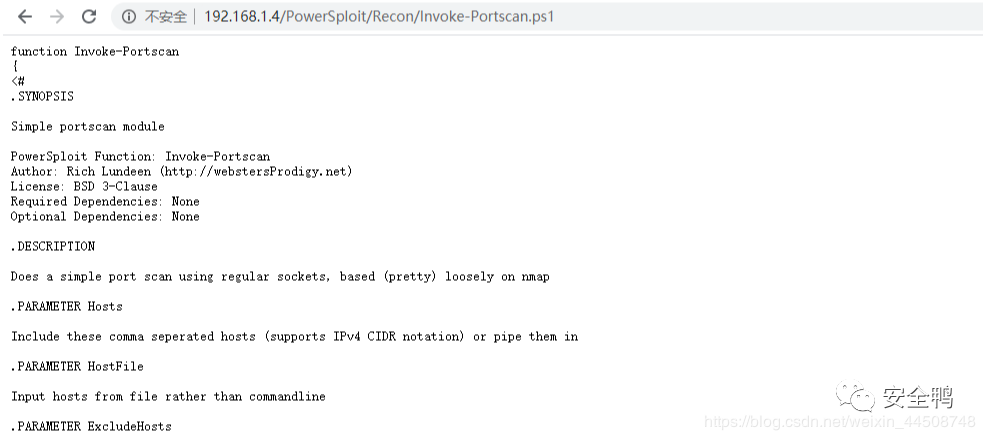 不安全 | 192.168.1.4/PowerSploit/Recon/Invoke-Portscan.ps1
function Invoke-Portscan
{
<#
.SYNOPSIS
Simple portscan module
PowerSploit Function: Invoke-Portscan
Author: Rich Lundeen (http://webstersProdigy.net)
License: BSD 3-Clause
Required Dependencies: None
Optional Dependencies: None
.DESCRIPTION
Does a simple port scan using regular sockets, based (pretty) loosely on nmap
.PARAMETER Hosts
Include these comma seperated hosts (supports IPv4 CIDR notation) or pipe them in
.PARAMETER HostFile
Input hosts from file rather than commandline
安全鸭
https://blog.csdn.net/weixin_44508748
.PARAMETER ExcludeHosts